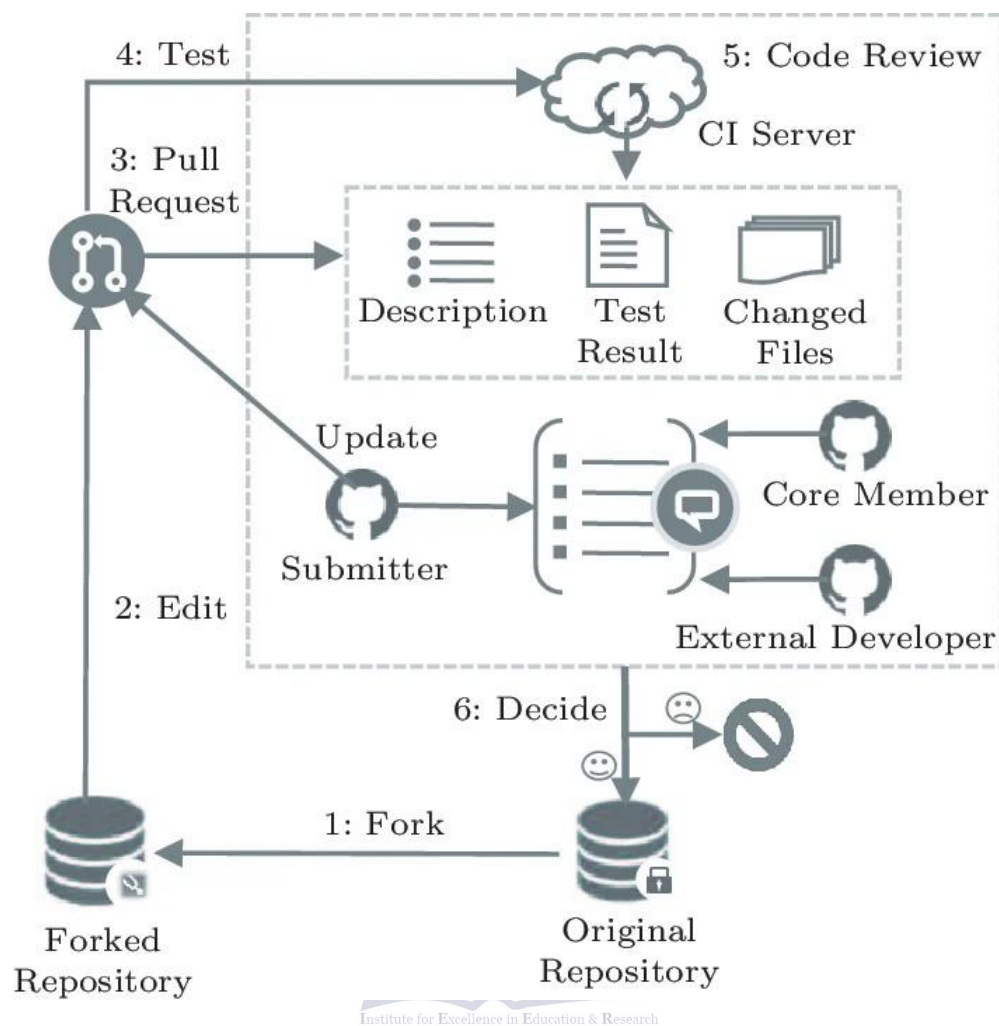 4: Test
5: Code Review
CI Server
3: Pull
Request
Description
Test
Result
Changed
Files
Update
Submitter
Core Member
External Developer
2: Edit
6: Decide
1: Fork
Forked
Repository
Original
Repository
Institute for Excellence in Education & Research